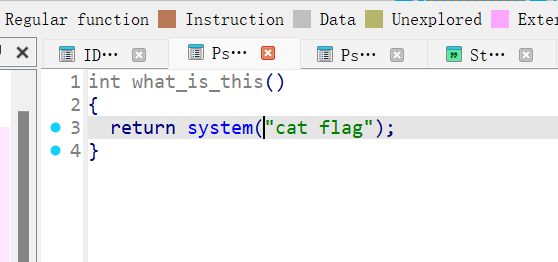 Regular function Instruction Data Unexplored Exter
ID··· Ps··· Ps··· St···
1 int what_is_this()
2 {
3 return system("cat flag");
4 }